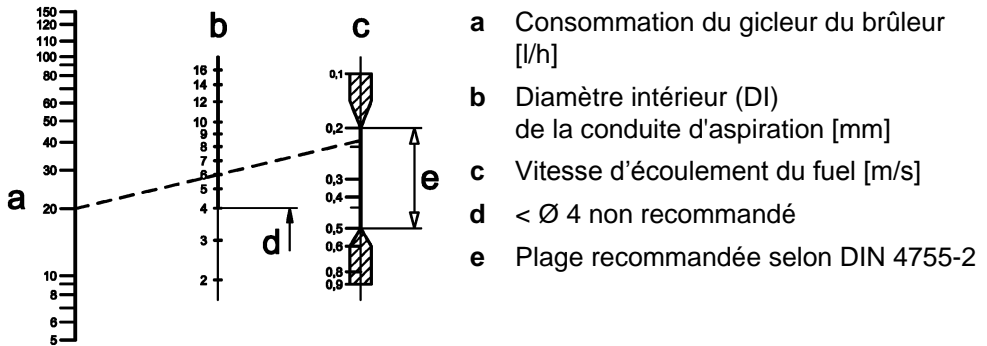 150
120
110
100
80
60
50
40
30
20
10
8
6
5
a
b
16
14
12
10
9
8
7
6
5
4
3
2
d
c
0,1
0,2
0,3
0,4
0,5
0,6
0,8
0,9
e
a Consommation du gicleur du brûleur
[l/h]
b Diamètre intérieur (DI)
de la conduite d'aspiration [mm]
c Vitesse d’écoulement du fuel [m/s]
d < Ø 4 non recommandé
e Plage recommandée selon DIN 4755-2